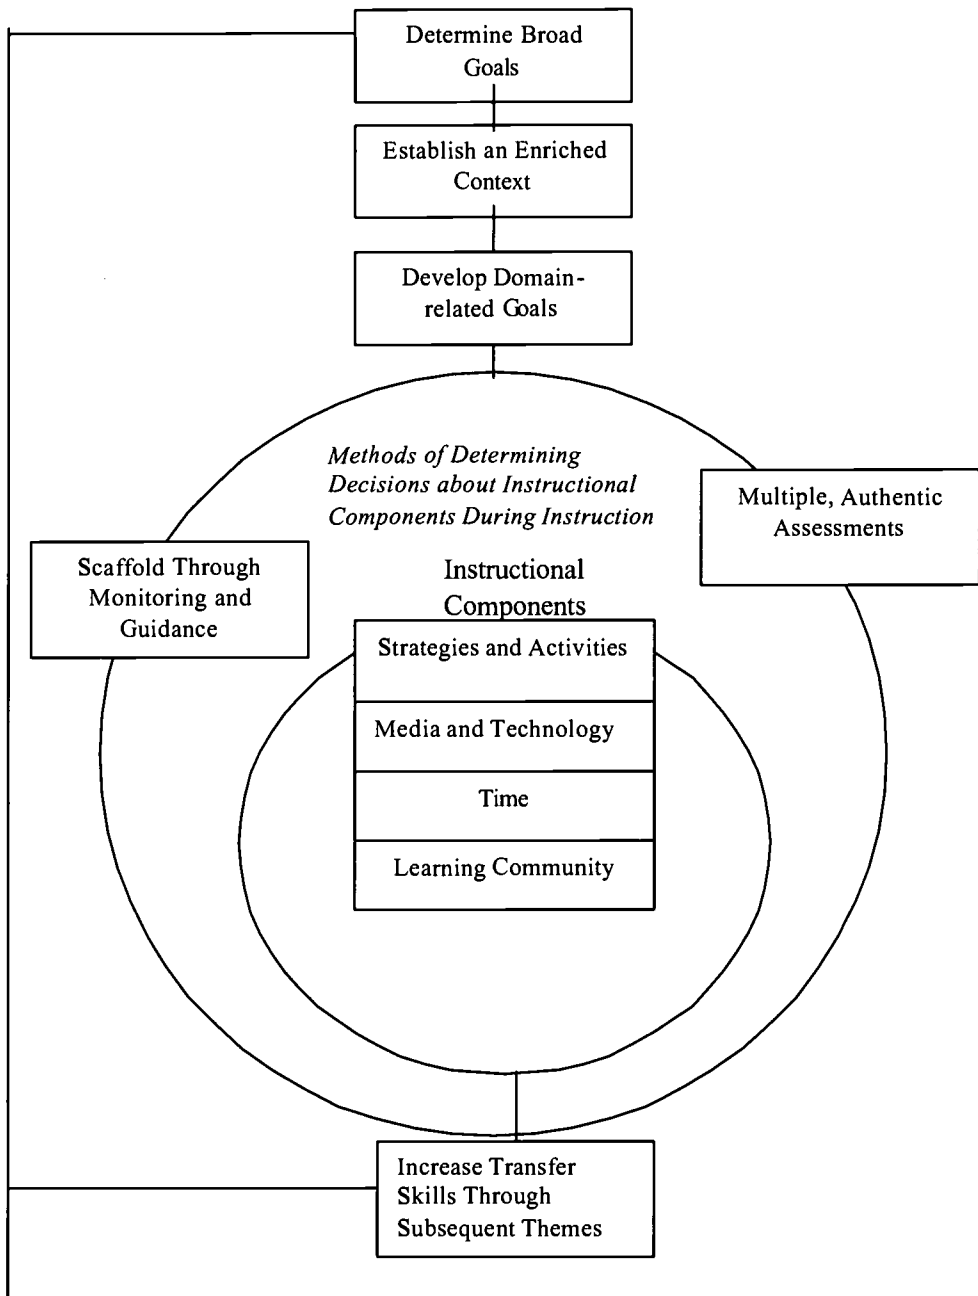 Determine Broad
Goals
Establish an Enriched
Context
Develop Domain-
related Goals
Methods of Determining
Decisions about Instructional
Components During Instruction
Multiple, Authentic
Assessments
Scaffold Through
Monitoring and
Guidance
Instructional
Components
Strategies and Activities
Media and Technology
Time
Learning Community
Increase Transfer
Skills Through
Subsequent Themes